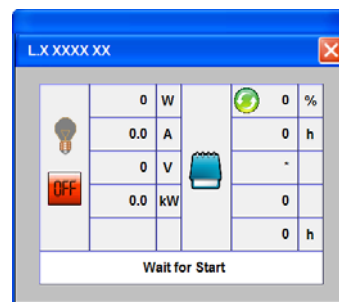 L.X XXXX XX
0 W 0 %
0.0 A 0 h
0 V -
OFF
0.0 kW 0
0 h
Wait for Start